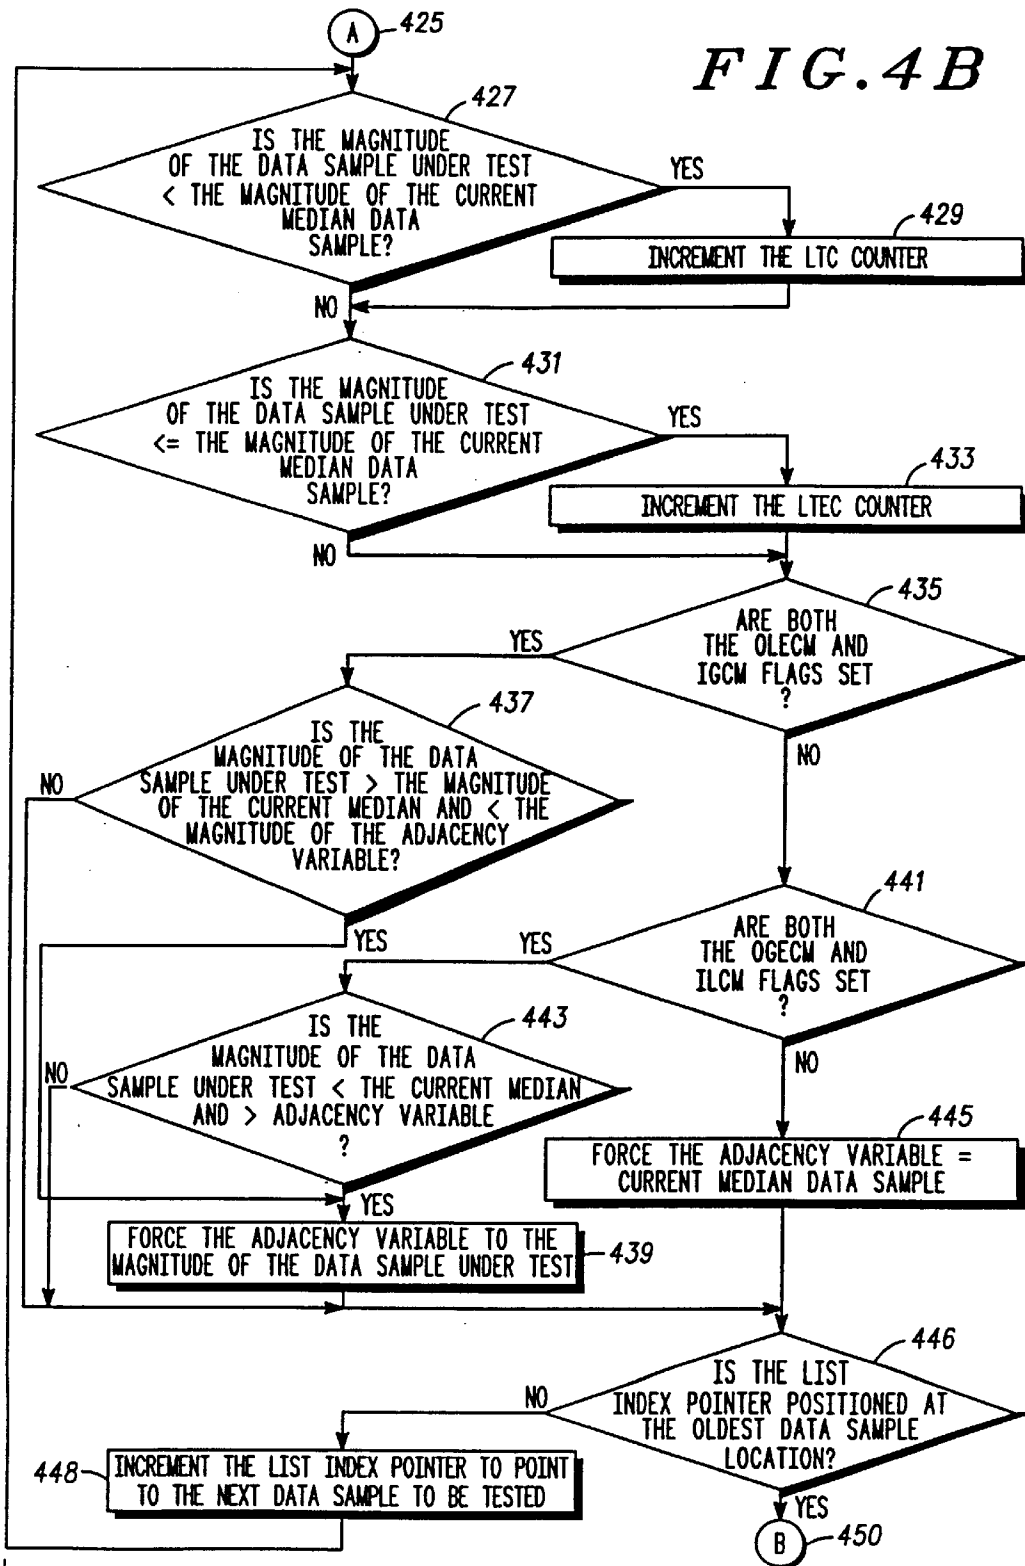 A
425
FIG.4B
427
IS THE MAGNITUDE
OF THE DATA SAMPLE UNDER TEST
< THE MAGNITUDE OF THE CURRENT
MEDIAN DATA
SAMPLE?
YES
429
INCREMENT THE LTC COUNTER
NO
431
IS THE MAGNITUDE
OF THE DATA SAMPLE UNDER TEST
<= THE MAGNITUDE OF THE CURRENT
MEDIAN DATA
SAMPLE?
YES
433
INCREMENT THE LTEC COUNTER
NO
435
ARE BOTH
THE OLECM AND
IGCM FLAGS SET
?
YES
NO
437
IS THE
MAGNITUDE OF THE DATA
SAMPLE UNDER TEST > THE MAGNITUDE
OF THE CURRENT MEDIAN AND < THE
MAGNITUDE OF THE ADJACENCY
VARIABLE?
NO
YES
441
ARE BOTH
THE OGECM AND
ILCM FLAGS SET
?
YES
NO
443
IS THE
MAGNITUDE OF THE DATA
SAMPLE UNDER TEST < THE CURRENT MEDIAN
AND > ADJACENCY VARIABLE
?
NO
YES
445
FORCE THE ADJACENCY VARIABLE =
CURRENT MEDIAN DATA SAMPLE
FORCE THE ADJACENCY VARIABLE TO THE
MAGNITUDE OF THE DATA SAMPLE UNDER TEST
439
446
IS THE LIST
INDEX POINTER POSITIONED AT
THE OLDEST DATA SAMPLE
LOCATION?
NO
YES
448
INCREMENT THE LIST INDEX POINTER TO POINT
TO THE NEXT DATA SAMPLE TO BE TESTED
B
450